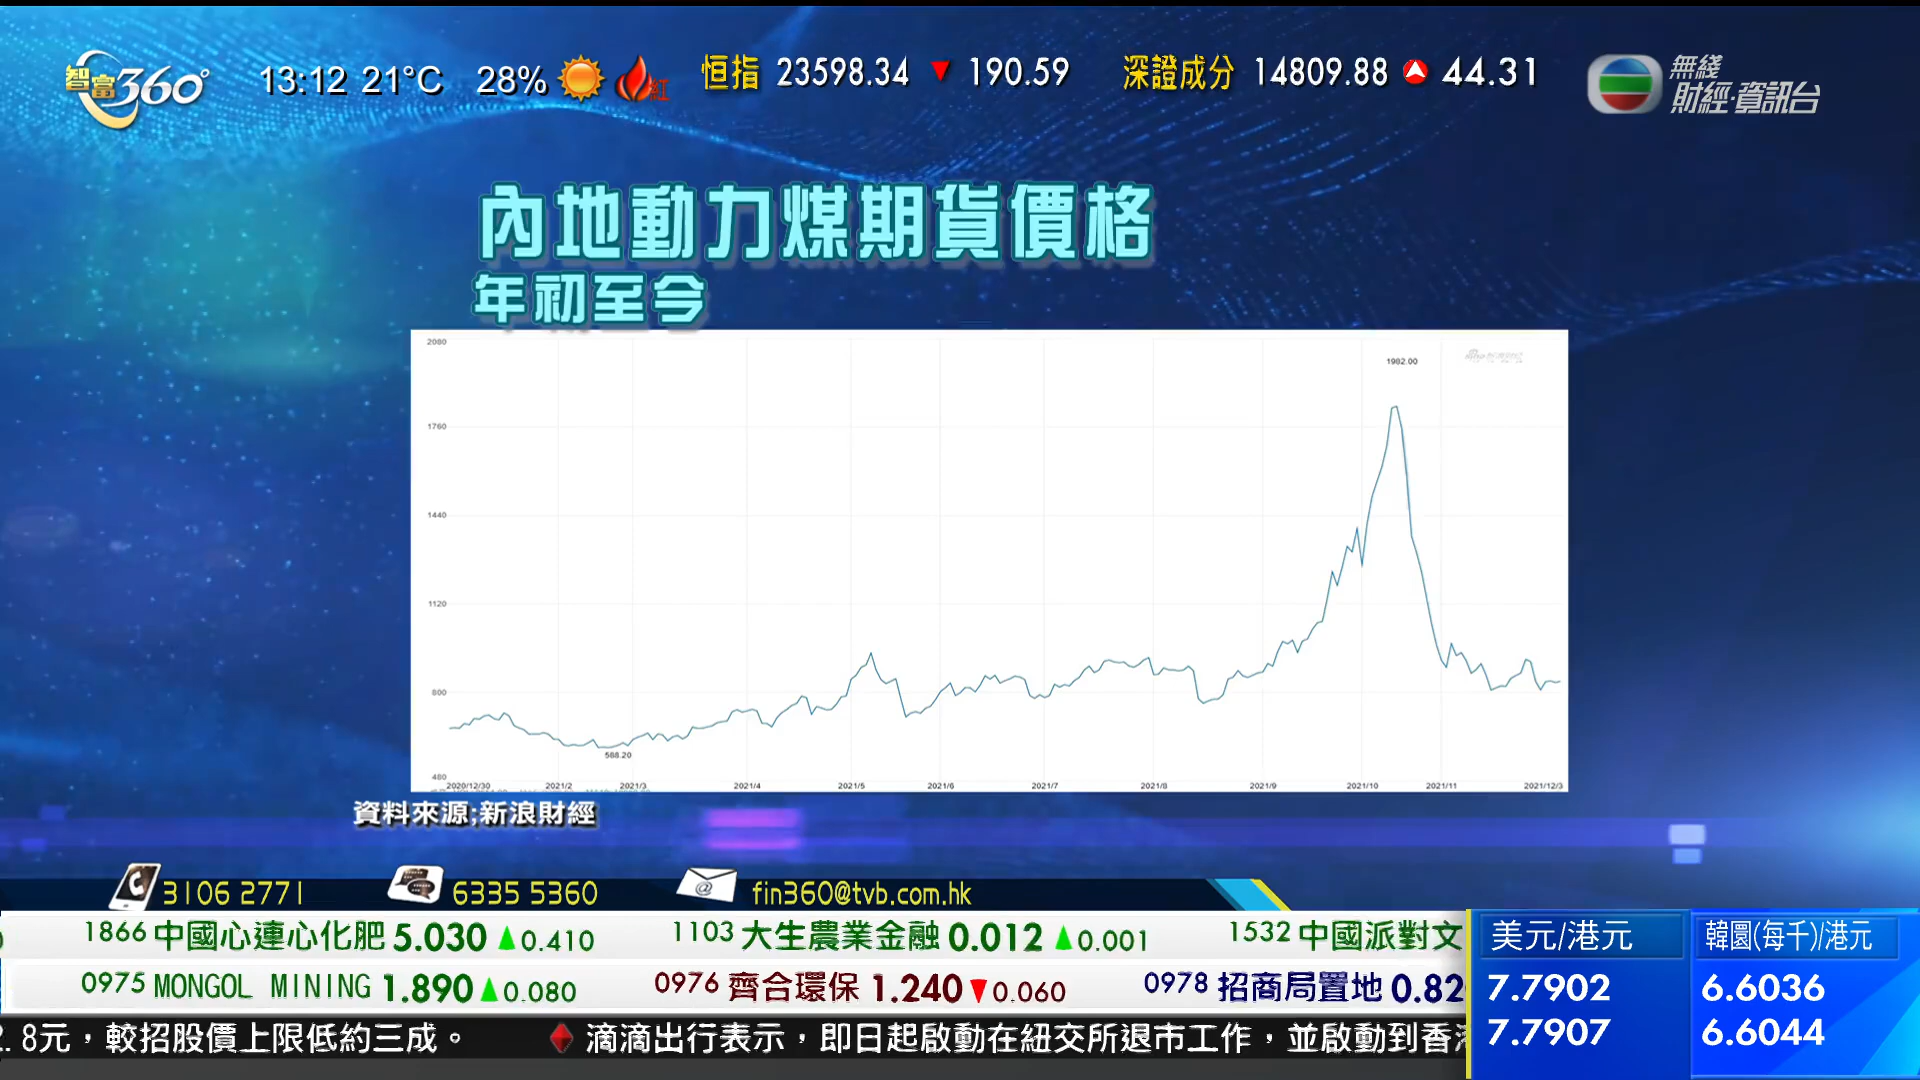 智富360°
13:12 21°C 28% 紅
恒指 23598.34 ▼ 190.59 深證成分 14809.88 ▲ 44.31
無綫
財經·資訊台
內地動力煤期貨價格
年初至今
2080
1982.00
1760
1440
1120
800
568.20
480
2020/12/30 2021/2 2021/3 2021/4 2021/5 2021/6 2021/7 2021/8 2021/9 2021/10 2021/11 2021/12/3
資料來源;新浪財經
3106 2771 6335 5360 fin360@tvb.com.hk
1866 中國心連心化肥 5.030 ▲0.410 1103 大生農業金融 0.012 ▲0.001 1532 中國派對文
0975 MONGOL MINING 1.890 ▲0.080 0976 齊合環保 1.240 ▼0.060 0978 招商局置地 0.82
.8元，較招股價上限低約三成。 ♦ 滴滴出行表示，即日起啟動在紐交所退市工作，並啟動到香
美元/港元
7.7902
7.7907
韓圜(每千)/港元
6.6036
6.6044